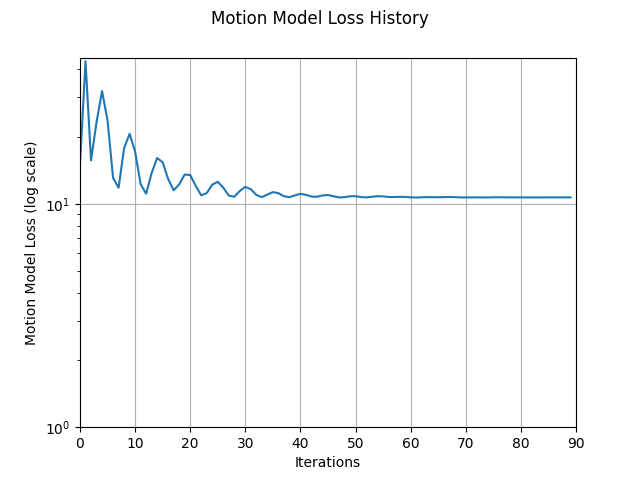 Motion Model Loss History
Motion Model Loss (log scale)
10¹
10⁰
0 10 20 30 40 50 60 70 80 90
Iterations